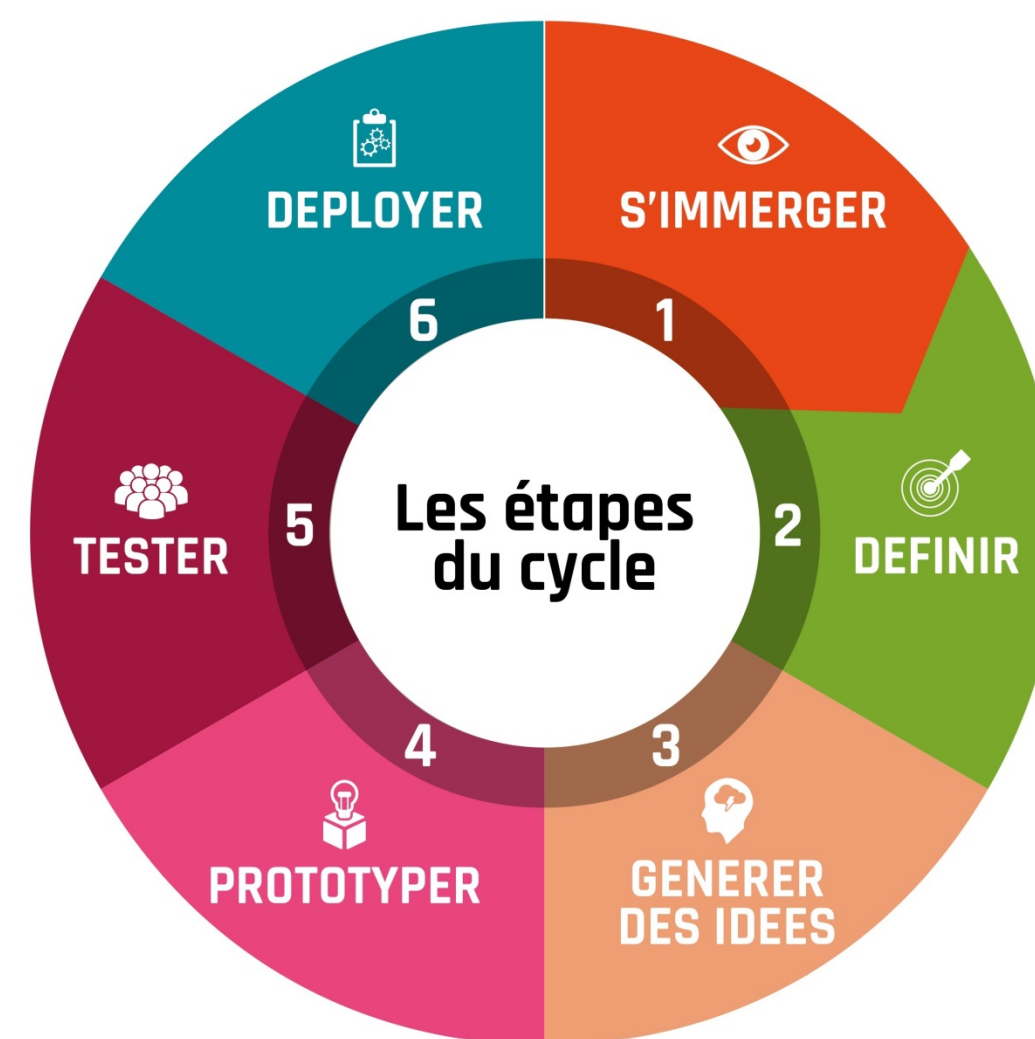 Les étapes
du cycle
1
S'IMMERGER
2
DEFINIR
3
GENERER
DES IDEES
4
PROTOTYPER
5
TESTER
6
DEPLOYER